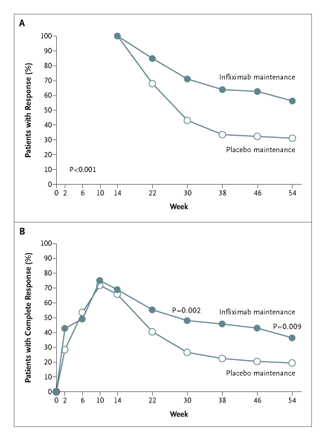 A
Patients with Response (%)
100
90
80
70
60
50
40
30
20
10
0
Infliximab maintenance
Placebo maintenance
P<0.001
0 2 6 10 14 22 30 38 46 54
Week
B
Patients with Complete Response (%)
100
90
80
70
60
50
40
30
20
10
0
P=0.002
Infliximab maintenance
P=0.009
Placebo maintenance
0 2 6 10 14 22 30 38 46 54
Week